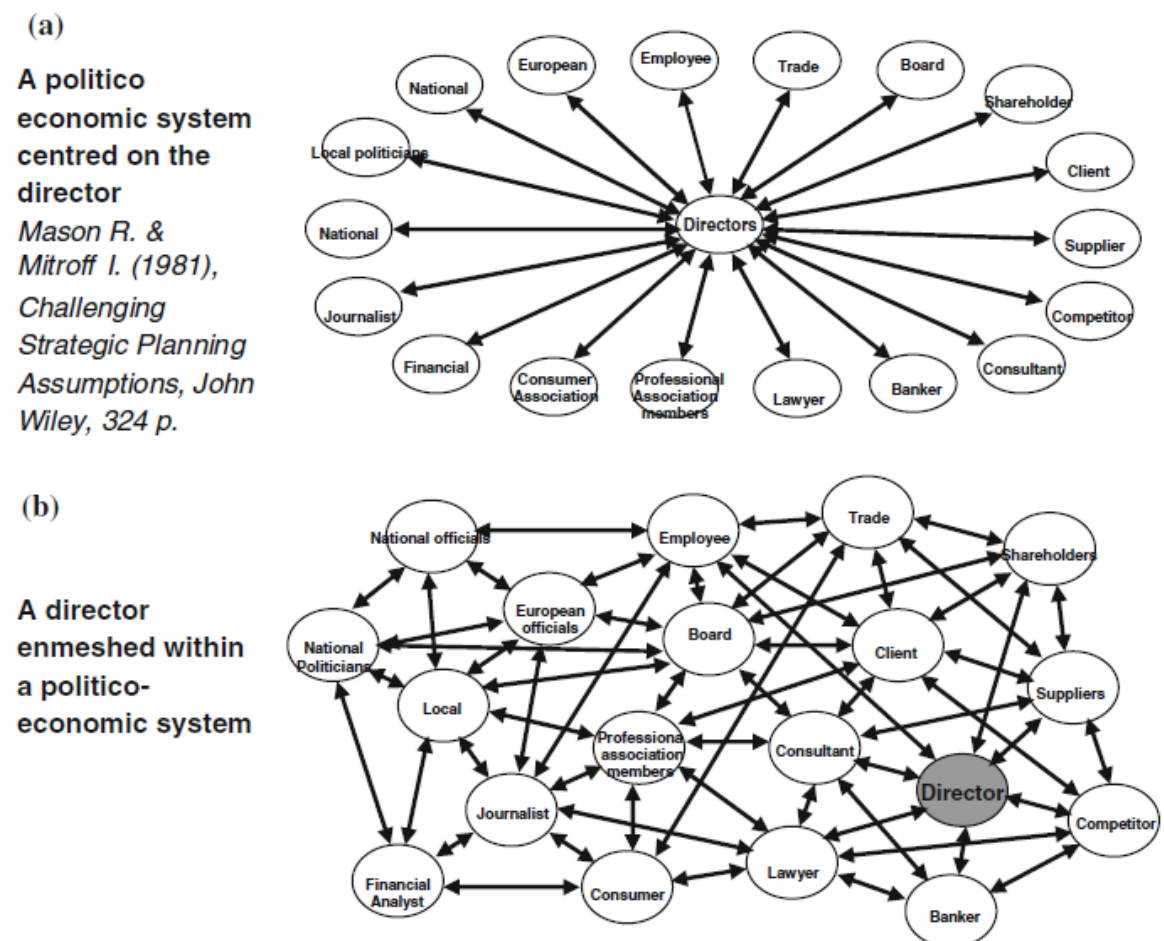 (a)
A politico
economic system
centred on the
director
Mason R. &
Mitroff I. (1981),
Challenging
Strategic Planning
Assumptions, John
Wiley, 324 p.
National
European
Employee
Trade
Board
Shareholder
Local politicians
Client
National
Directors
Supplier
Journalist
Competitor
Financial
Consumer
Association
Professional
Association
members
Lawyer
Banker
Consultant
(b)
A director
enmeshed within
a politico-
economic system
National officials
Employee
Trade
Shareholders
European
officials
National
Politicians
Board
Client
Local
Suppliers
Professiona
association
members
Consultant
Director
Journalist
Competitor
Financial
Analyst
Consumer
Lawyer
Banker